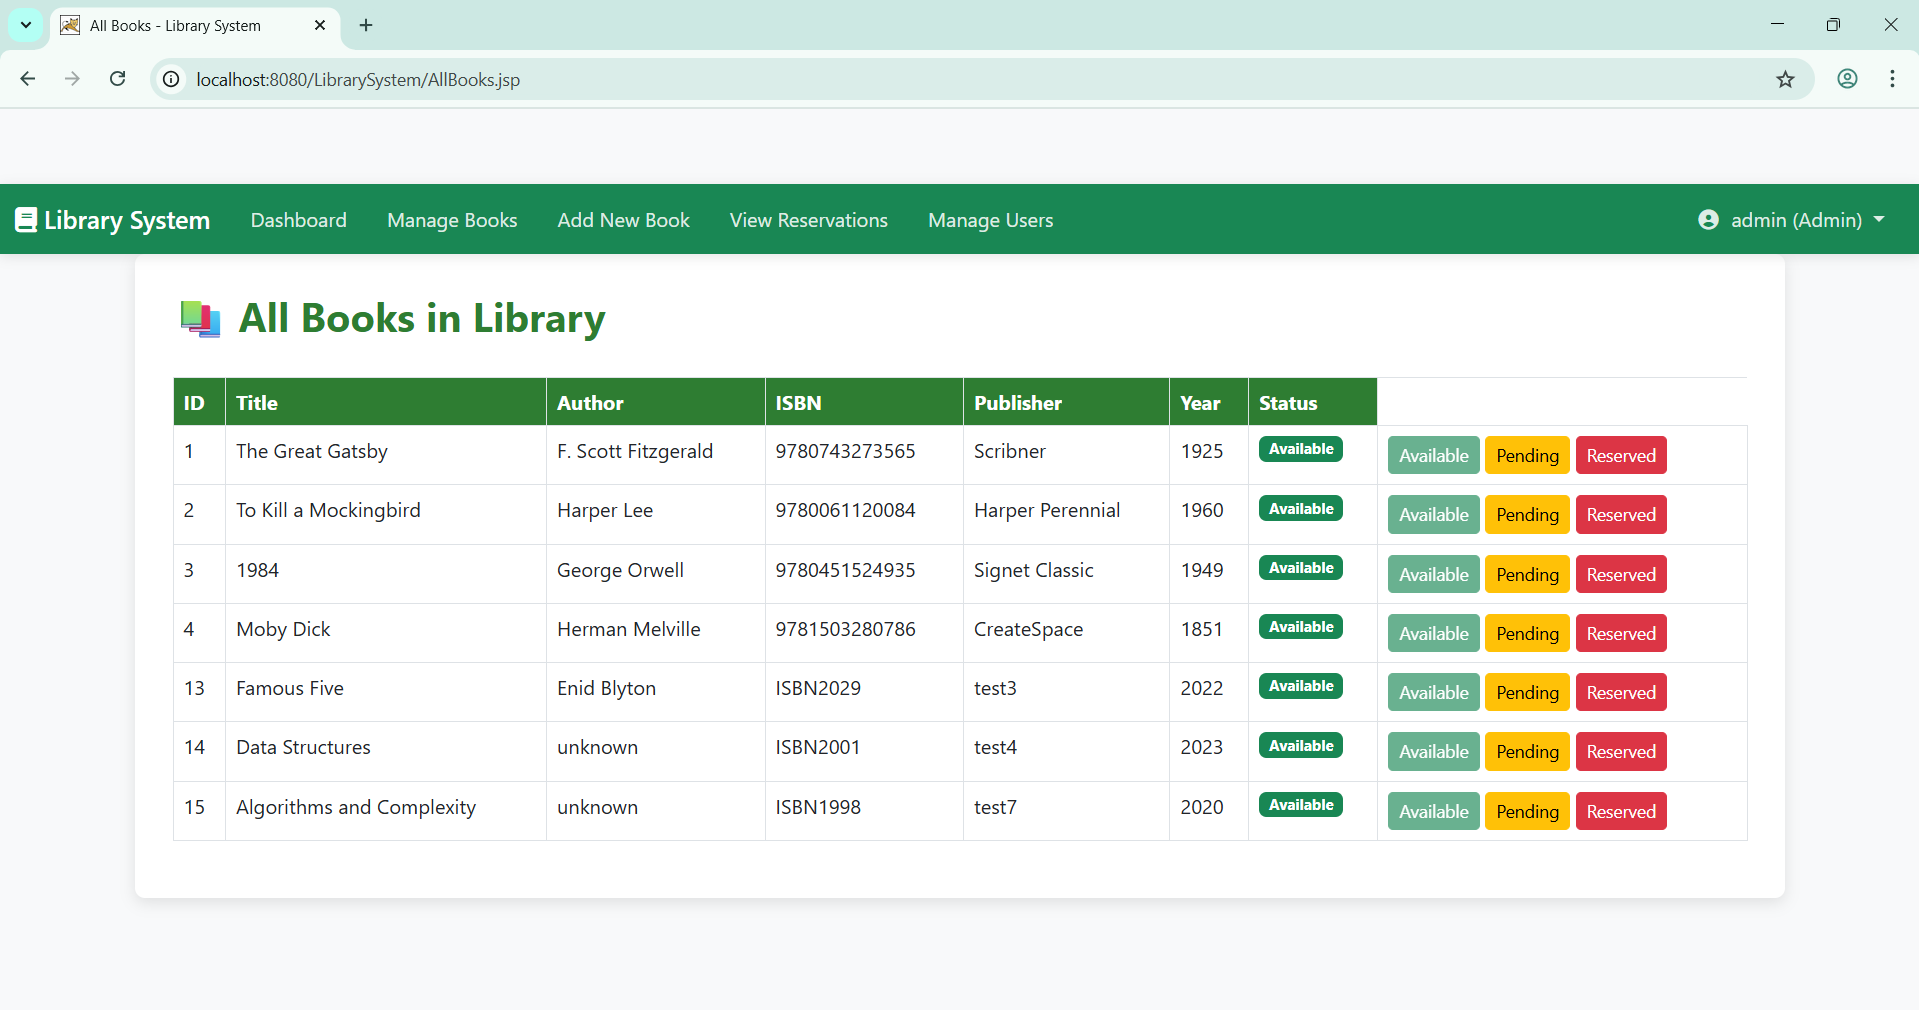 All Books - Library System
localhost:8080/LibrarySystem/AllBooks.jsp
Library System Dashboard Manage Books Add New Book View Reservations Manage Users admin (Admin)
All Books in Library
ID Title Author ISBN Publisher Year Status
1 The Great Gatsby F. Scott Fitzgerald 9780743273565 Scribner 1925 Available Available Pending Reserved
2 To Kill a Mockingbird Harper Lee 9780061120084 Harper Perennial 1960 Available Available Pending Reserved
3 1984 George Orwell 9780451524935 Signet Classic 1949 Available Available Pending Reserved
4 Moby Dick Herman Melville 9781503280786 CreateSpace 1851 Available Available Pending Reserved
13 Famous Five Enid Blyton ISBN2029 test3 2022 Available Available Pending Reserved
14 Data Structures unknown ISBN2001 test4 2023 Available Available Pending Reserved
15 Algorithms and Complexity unknown ISBN1998 test7 2020 Available Available Pending Reserved